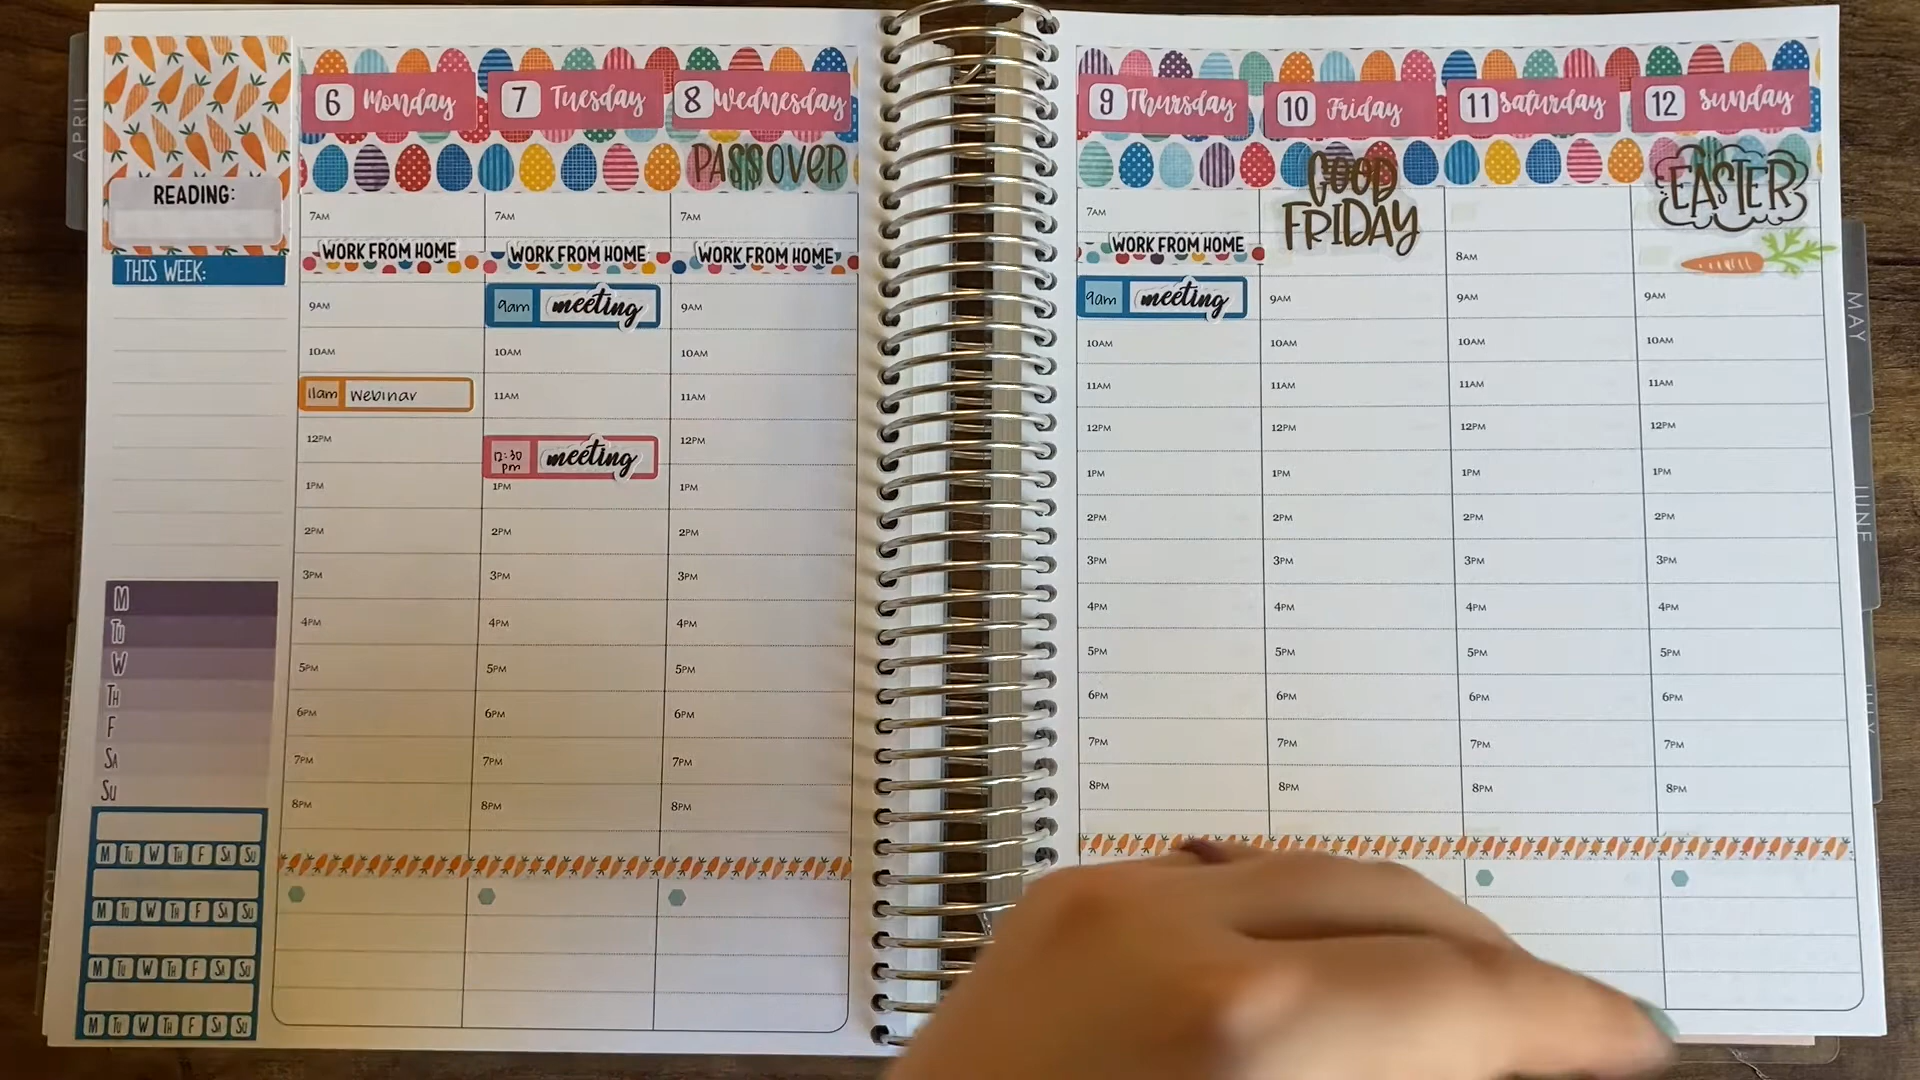 APRIL
READING:
THIS WEEK:
M
Tu
W
Th
F
Sa
Su
M Tu W Th F Sa Su
M Tu W Th F Sa Su
M Tu W Th F Sa Su
M Tu W Th F Sa Su
MARCH
6 Monday
7AM
WORK FROM HOME
9AM
10AM
11am Webinar
12PM
1PM
2PM
3PM
4PM
5PM
6PM
7PM
8PM
7 Tuesday
7AM
WORK FROM HOME
9am meeting
10AM
11AM
12:30 pm meeting
1PM
2PM
3PM
4PM
5PM
6PM
7PM
8PM
8 Wednesday
PASSOVER
7AM
WORK FROM HOME
9AM
10AM
11AM
12PM
1PM
2PM
3PM
4PM
5PM
6PM
7PM
8PM
9 Thursday
7AM
WORK FROM HOME
9am meeting
10AM
11AM
12PM
1PM
2PM
3PM
4PM
5PM
6PM
7PM
8PM
10 Friday
GOOD
FRIDAY
9AM
10AM
11AM
12PM
1PM
2PM
3PM
4PM
5PM
6PM
7PM
8PM
11 Saturday
8AM
9AM
10AM
11AM
12PM
1PM
2PM
3PM
4PM
5PM
6PM
7PM
8PM
12 Sunday
EASTER
9AM
10AM
11AM
12PM
1PM
2PM
3PM
4PM
5PM
6PM
7PM
8PM
MAY
JUNE
JULY